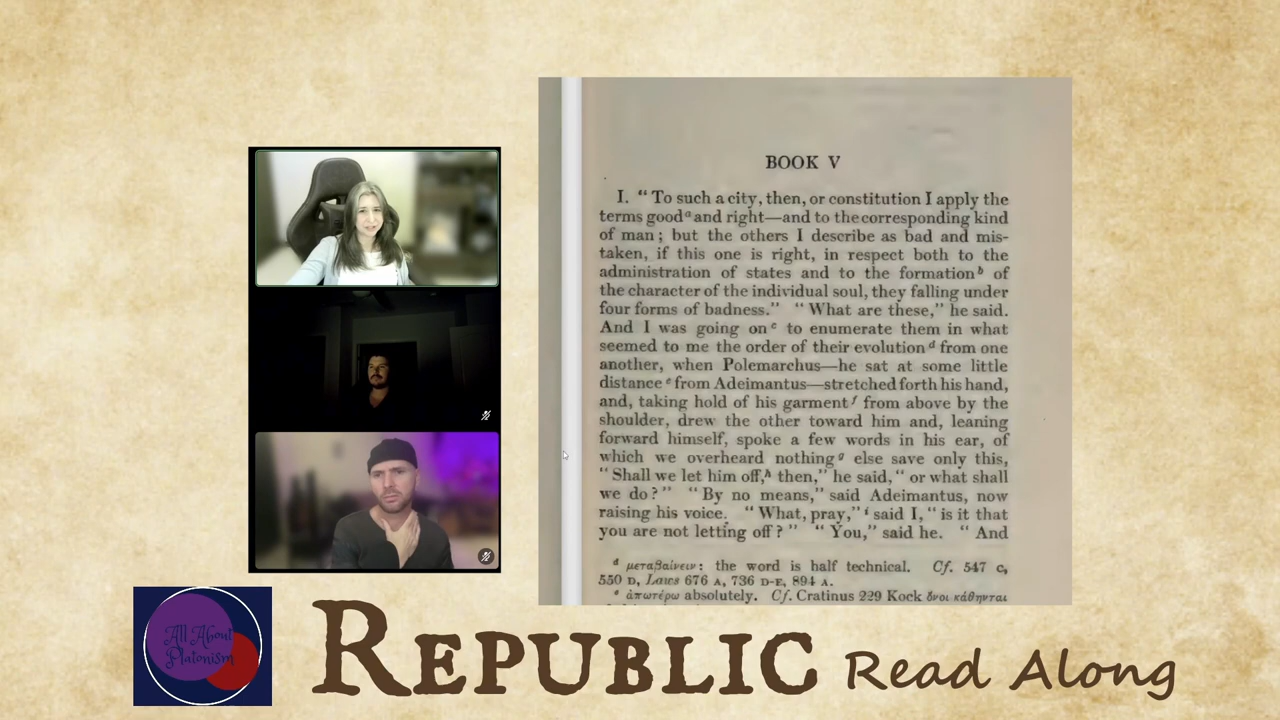 BOOK V
I. “ To such a city, then, or constitution I apply the
terms goodᵃ and right—and to the corresponding kind
of man ; but the others I describe as bad and mis-
taken, if this one is right, in respect both to the
administration of states and to the formationᵇ of
the character of the individual soul, they falling under
four forms of badness.” “ What are these,” he said.
And I was going onᶜ to enumerate them in what
seemed to me the order of their evolutionᵈ from one
another, when Polemarchus—he sat at some little
distanceᵉ from Adeimantus—stretched forth his hand,
and, taking hold of his garmentᶠ from above by the
shoulder, drew the other toward him and, leaning
forward himself, spoke a few words in his ear, of
which we overheard nothingᵍ else save only this,
“ Shall we let him off,ʰ then,” he said, “ or what shall
we do ? ” “ By no means,” said Adeimantus, now
raising his voice. “ What, pray,” ⁱ said I, “ is it that
you are not letting off ? ” “ You,” said he. “ And
ᵈ μεταβαίνειν : the word is half technical. Cf. 547 c,
550 D, Laws 676 A, 736 D-E, 894 A.
ᵉ ἀπωτέρω absolutely. Cf. Cratinus 229 Kock ὄνοι κάθηνται
All About
Platonism
REPUBLIC Read Along